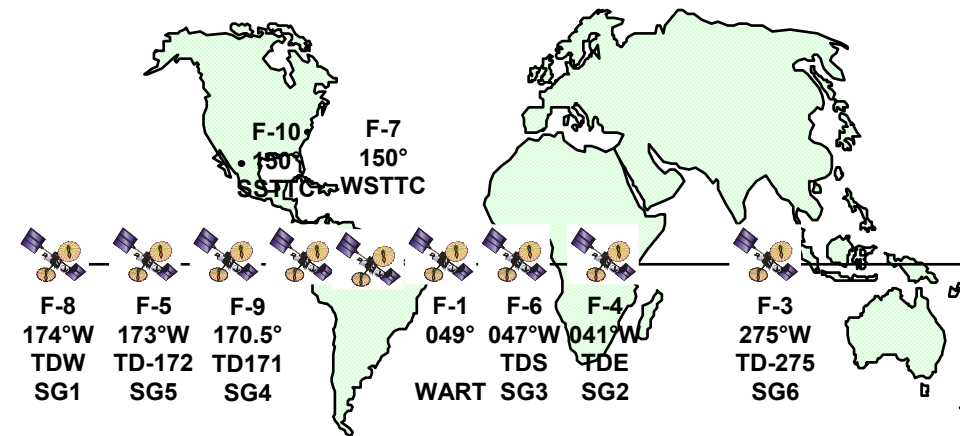 F-10
150°
SSTTC
F-7
150°
WSTTC
F-8
174°W
TDW
SG1
F-5
173°W
TD-172
SG5
F-9
170.5°
TD171
SG4
F-1
049°
WART
F-6
047°W
TDS
SG3
F-4
041°W
TDE
SG2
F-3
275°W
TD-275
SG6